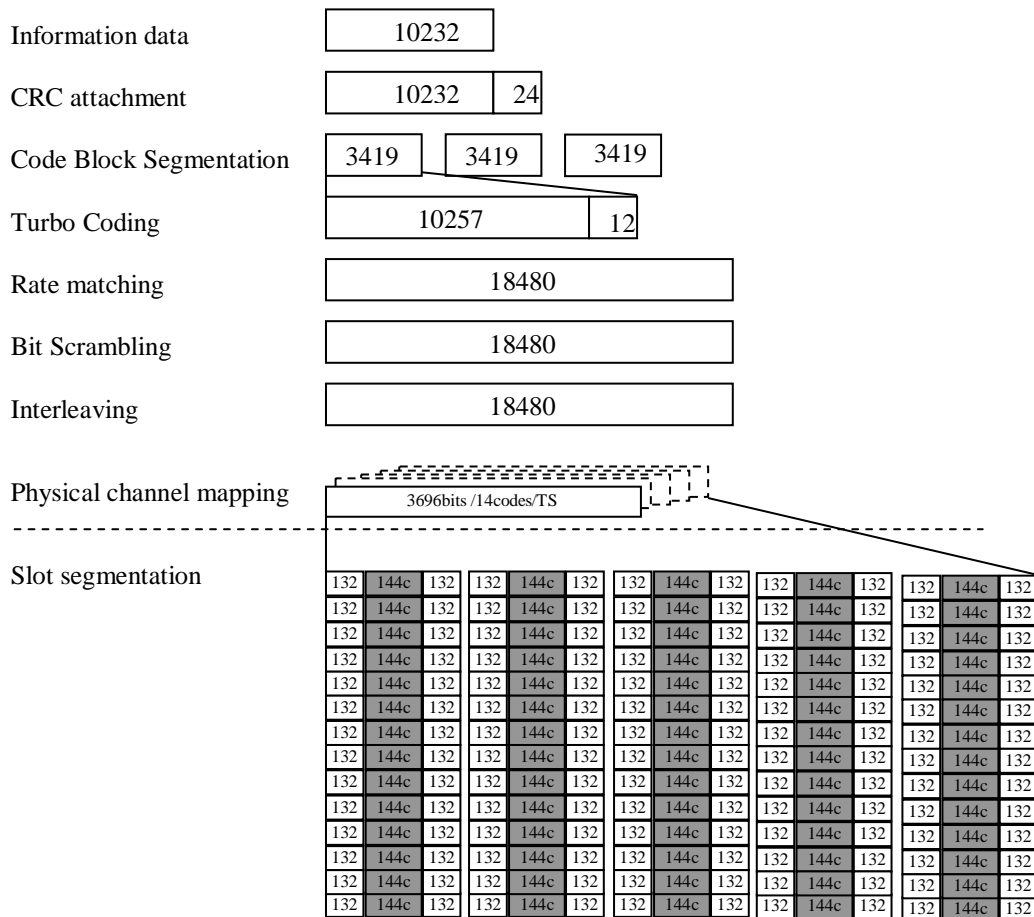 Information data 10232
CRC attachment 10232 24
Code Block Segmentation 3419 3419 3419
Turbo Coding 10257 12
Rate matching 18480
Bit Scrambling 18480
Interleaving 18480
Physical channel mapping 3696bits /14codes/TS
Slot segmentation
132 144c 132 132 144c 132 132 144c 132 132 144c 132 132 144c 132
132 144c 132 132 144c 132 132 144c 132 132 144c 132 132 144c 132
132 144c 132 132 144c 132 132 144c 132 132 144c 132 132 144c 132
132 144c 132 132 144c 132 132 144c 132 132 144c 132 132 144c 132
132 144c 132 132 144c 132 132 144c 132 132 144c 132 132 144c 132
132 144c 132 132 144c 132 132 144c 132 132 144c 132 132 144c 132
132 144c 132 132 144c 132 132 144c 132 132 144c 132 132 144c 132
132 144c 132 132 144c 132 132 144c 132 132 144c 132 132 144c 132
132 144c 132 132 144c 132 132 144c 132 132 144c 132 132 144c 132
132 144c 132 132 144c 132 132 144c 132 132 144c 132 132 144c 132
132 144c 132 132 144c 132 132 144c 132 132 144c 132 132 144c 132
132 144c 132 132 144c 132 132 144c 132 132 144c 132 132 144c 132
132 144c 132 132 144c 132 132 144c 132 132 144c 132 132 144c 132
132 144c 132 132 144c 132 132 144c 132 132 144c 132 132 144c 132